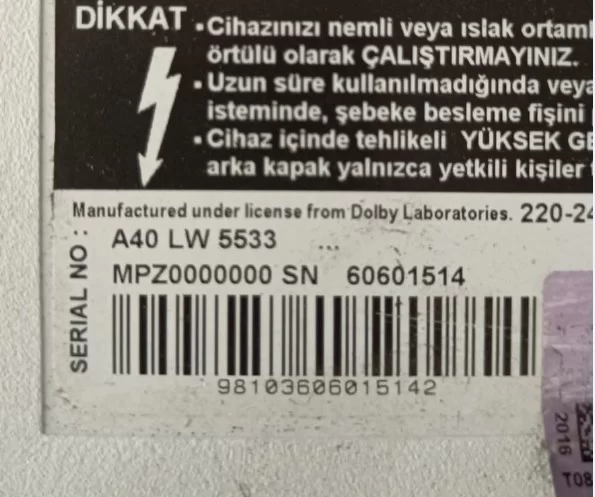 DİKKAT
• Cihazınızı nemli veya ıslak ortaml
örtülü olarak ÇALIŞTIRMAYINIZ.
• Uzun süre kullanılmadığında veya
isteminde, şebeke besleme fişini
• Cihaz içinde tehlikeli YÜKSEK GE
arka kapak yalnızca yetkili kişiler t
Manufactured under license from Dolby Laboratories. 220-24
SERIAL NO :
A40 LW 5533 ...
MPZ0000000 SN 60601514
98103606015142
2016
T08